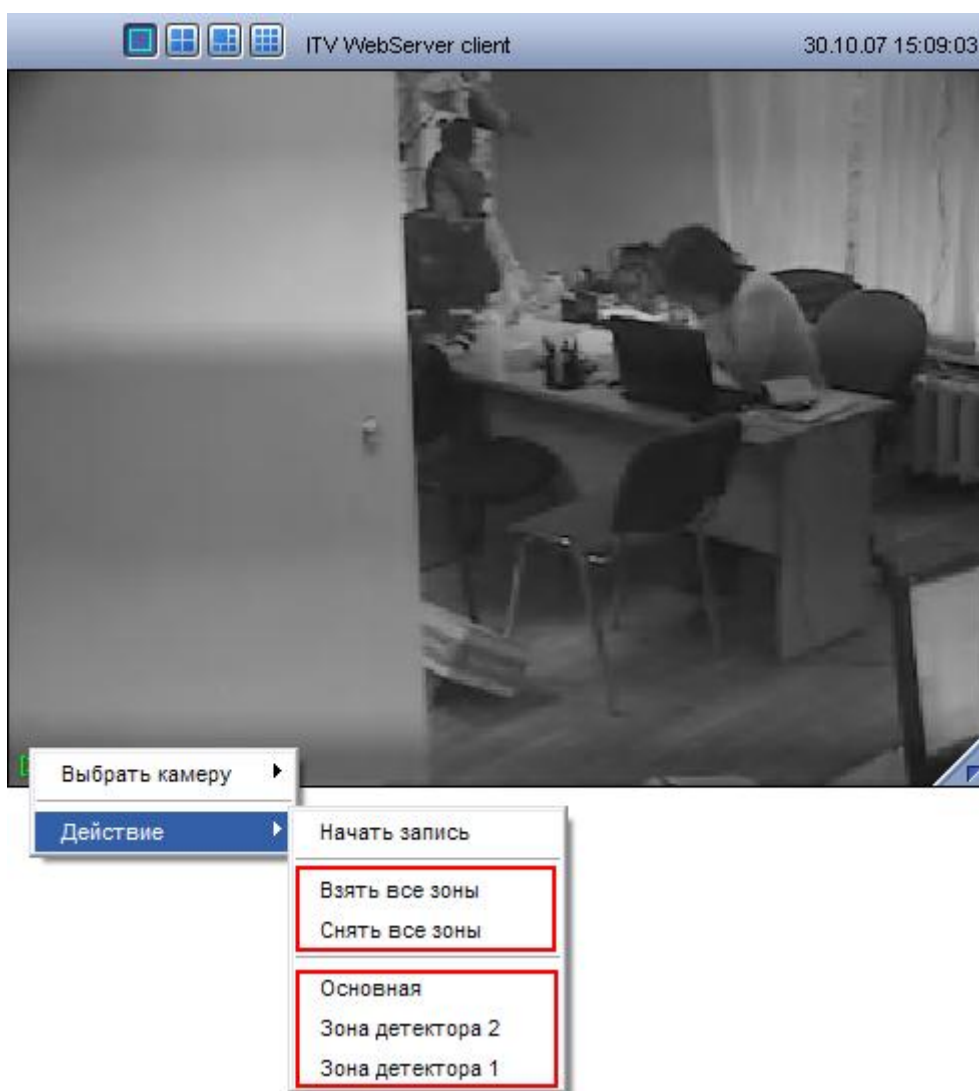 ITV WebServer client 30.10.07 15:09:03
Выбрать камеру
Действие
Начать запись
Взять все зоны
Снять все зоны
Основная
Зона детектора 2
Зона детектора 1